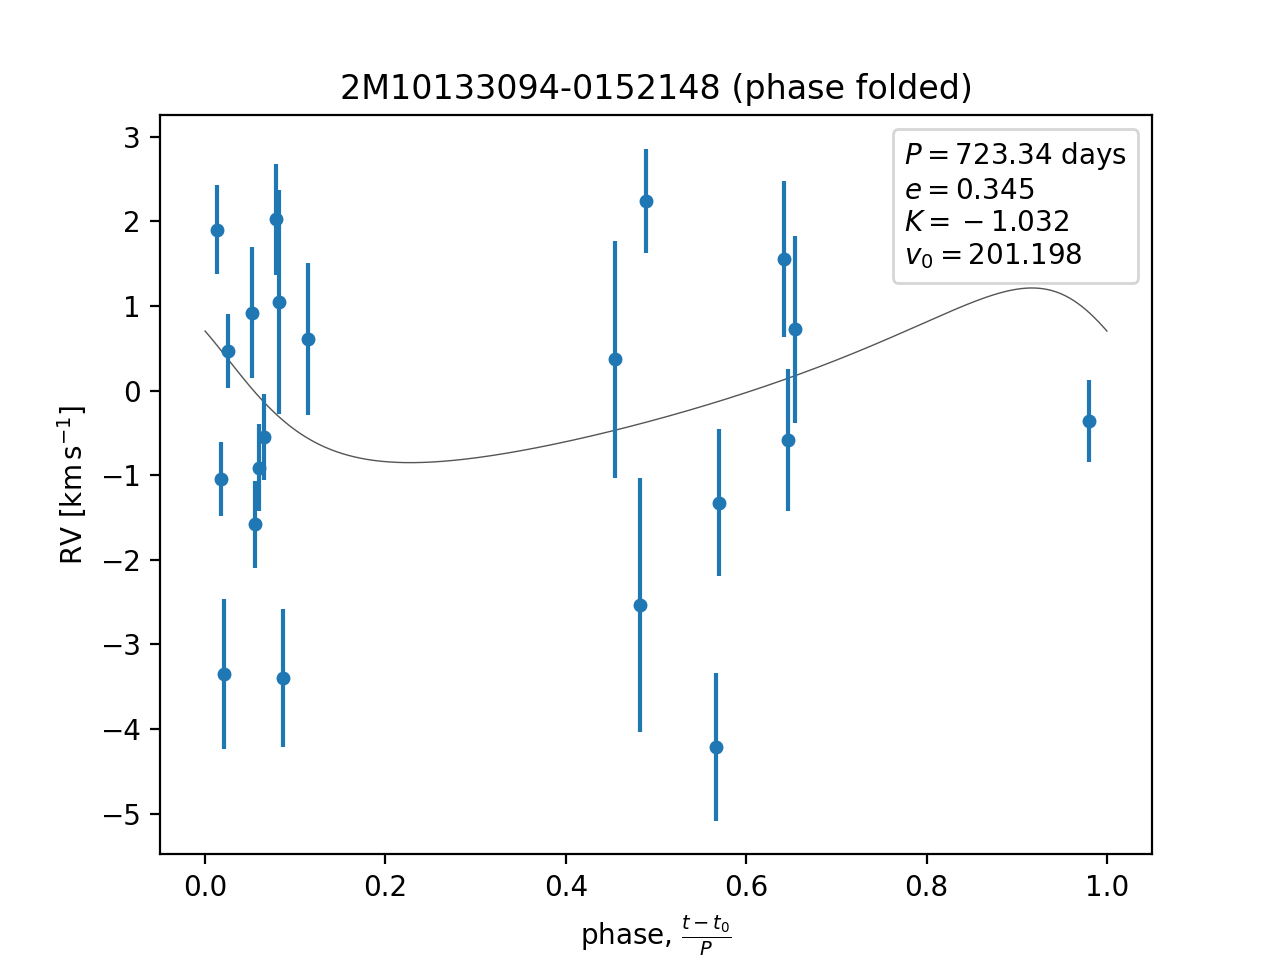 2M10133094-0152148 (phase folded)
P = 723.34 days
e = 0.345
K = −1.032
v₀ = 201.198
3
2
1
0
−1
−2
−3
−4
−5
RV [km s⁻¹]
0.0 0.2 0.4 0.6 0.8 1.0
phase, (t − t₀)/P